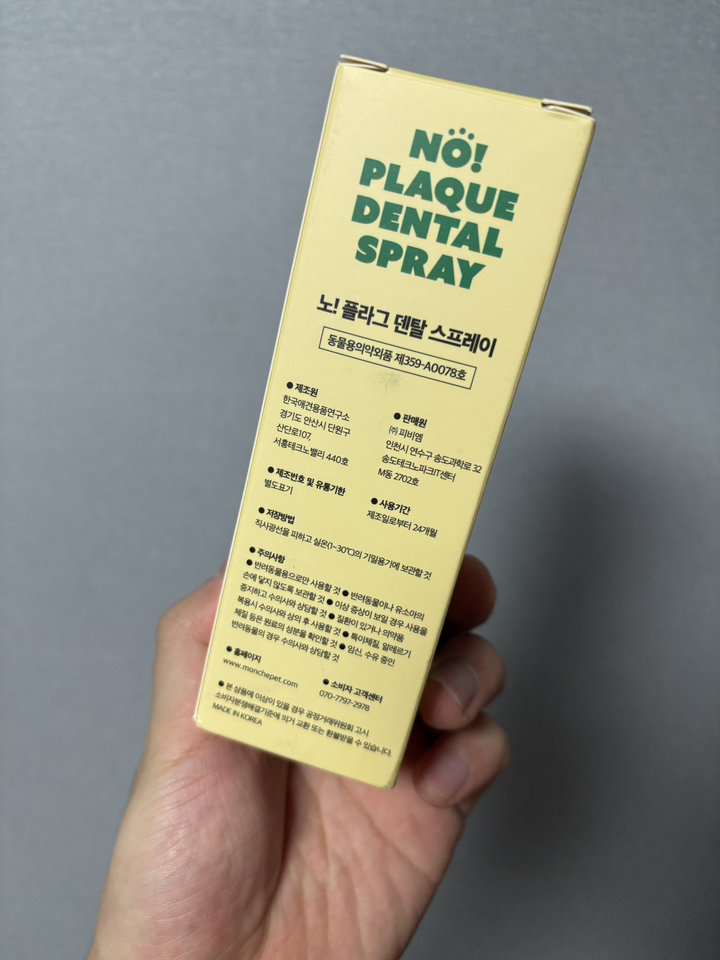 NO!
PLAQUE
DENTAL
SPRAY
노! 플라그 덴탈 스프레이
동물용의약외품 제359-A0078호
● 제조원
한국애견용품연구소
경기도 안산시 단원구
산단로107,
서흥테크노밸리 440호
● 판매원
㈜ 피비엠
인천시 연수구 송도과학로 32
송도테크노파크IT센터
M동 2702호
● 제조번호 및 유통기한
별도표기
● 사용기간
제조일로부터 24개월
● 저장방법
직사광선을 피하고 실온(1~30℃)의 기밀용기에 보관할 것
● 주의사항
● 반려동물용으로만 사용할 것 ● 반려동물이나 유소아의
손에 닿지 않도록 보관할 것 ● 이상 증상이 보일 경우 사용을
중지하고 수의사와 상담할 것 ● 질환이 있거나 의약품
복용시 수의사와 상의 후 사용할 것 ● 특이체질, 알레르기
체질 등은 원료의 성분을 확인할 것 ● 임신, 수유 중인
반려동물의 경우 수의사와 상담할 것
● 홈페이지
www.monchepet.com
● 소비자 고객센터
070-7797-2978
● 본 상품에 이상이 있을 경우 공정거래위원회 고시
소비자분쟁해결기준에 의거 교환 또는 환불받을 수 있습니다.
MADE IN KOREA